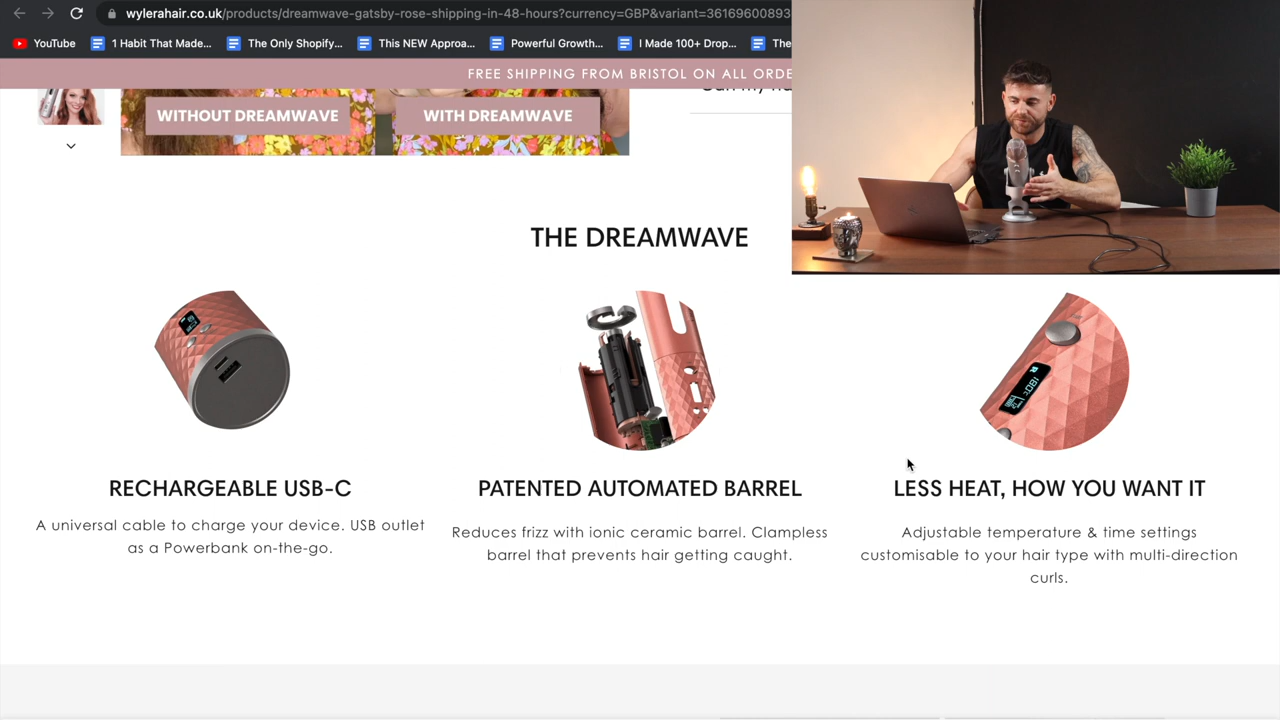 wylerahair.co.uk/products/dreamwave-gatsby-rose-shipping-in-48-hours?currency=GBP&variant=36169600893
YouTube
1 Habit That Made...
The Only Shopify...
This NEW Approa...
Powerful Growth...
I Made 100+ Drop...
The
FREE SHIPPING FROM BRISTOL ON ALL ORDE
WITHOUT DREAMWAVE
WITH DREAMWAVE
THE DREAMWAVE
RECHARGEABLE USB-C
A universal cable to charge your device. USB outlet
as a Powerbank on-the-go.
PATENTED AUTOMATED BARREL
Reduces frizz with ionic ceramic barrel. Clampless
barrel that prevents hair getting caught.
LESS HEAT, HOW YOU WANT IT
Adjustable temperature & time settings
customisable to your hair type with multi-direction
curls.